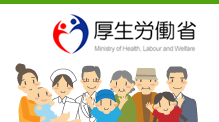 厚生労働省
Ministry of Health, Labour and Welfare